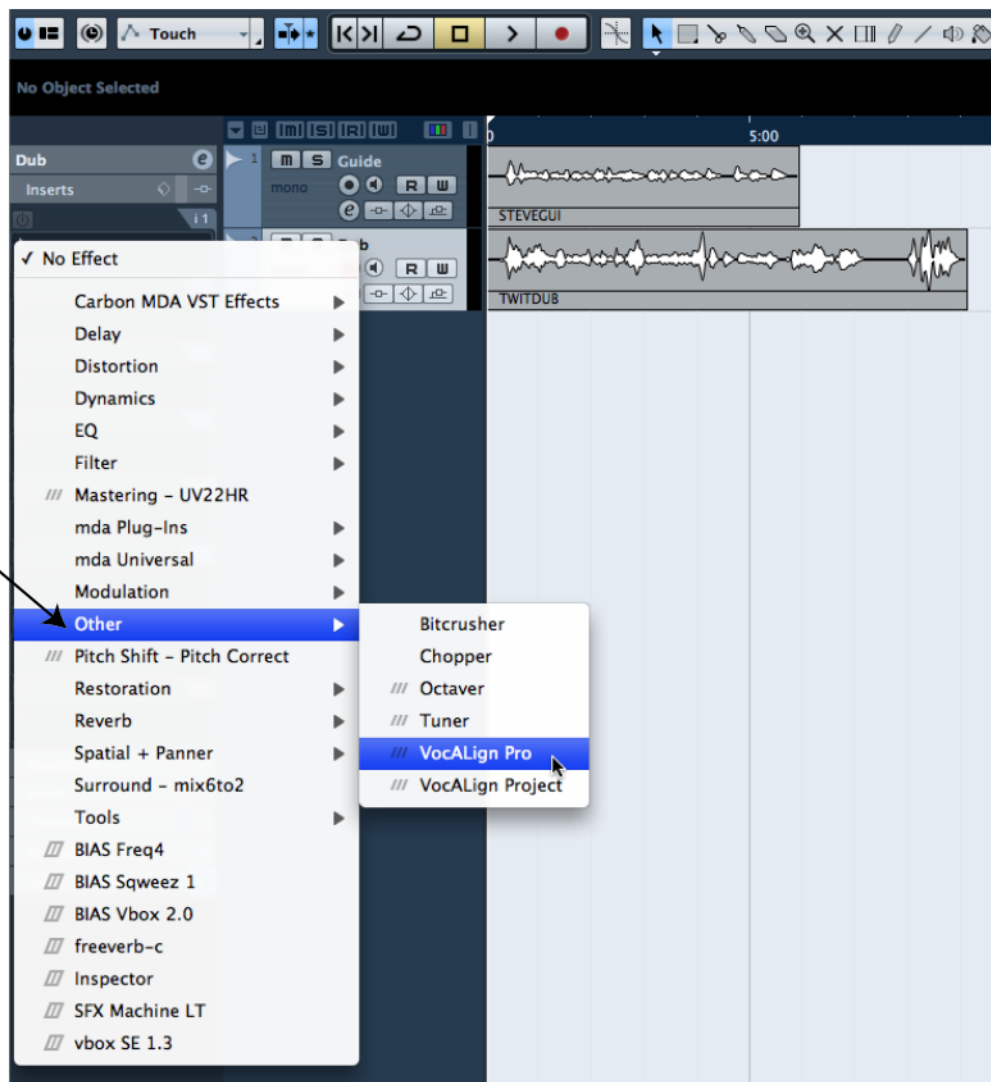 Touch
No Object Selected
m S R W
0 5:00
Dub e 1 m S Guide
Inserts mono R W
e
i 1
STEVEGUI
✓ No Effect
R W
TWITDUB
Carbon MDA VST Effects
Delay
Distortion
Dynamics
EQ
Filter
/// Mastering – UV22HR
mda Plug-Ins
mda Universal
Modulation
Other
Bitcrusher
/// Pitch Shift – Pitch Correct
Chopper
Restoration
/// Octaver
Reverb
/// Tuner
Spatial + Panner
/// VocALign Pro
Surround – mix6to2
/// VocALign Project
Tools
BIAS Freq4
BIAS Sqweez 1
BIAS Vbox 2.0
freeverb-c
Inspector
SFX Machine LT
vbox SE 1.3